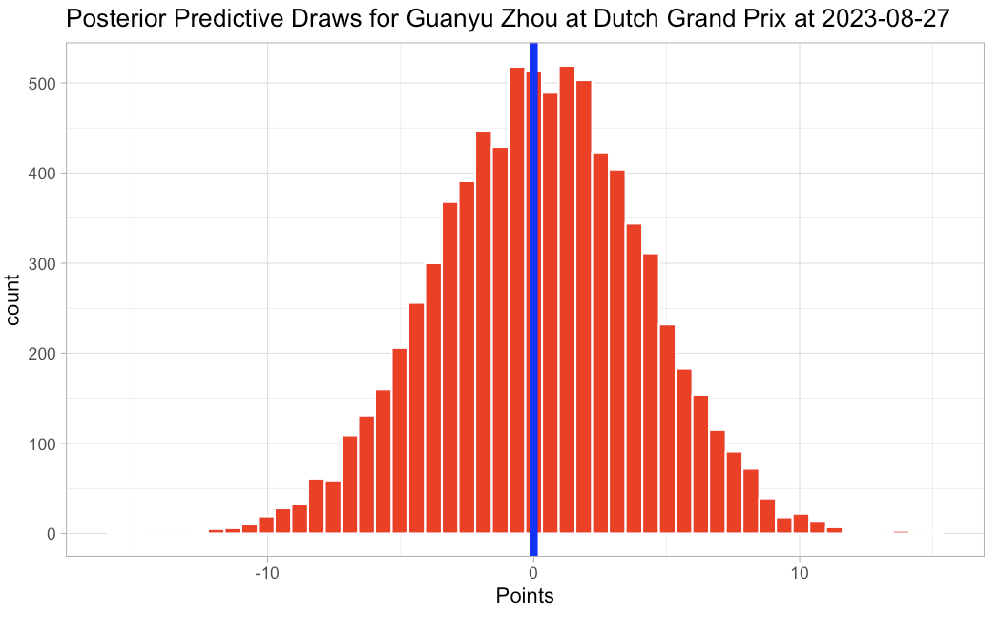 Posterior Predictive Draws for Guanyu Zhou at Dutch Grand Prix at 2023-08-27
500
400
300
200
100
0
count
-10 0 10
Points